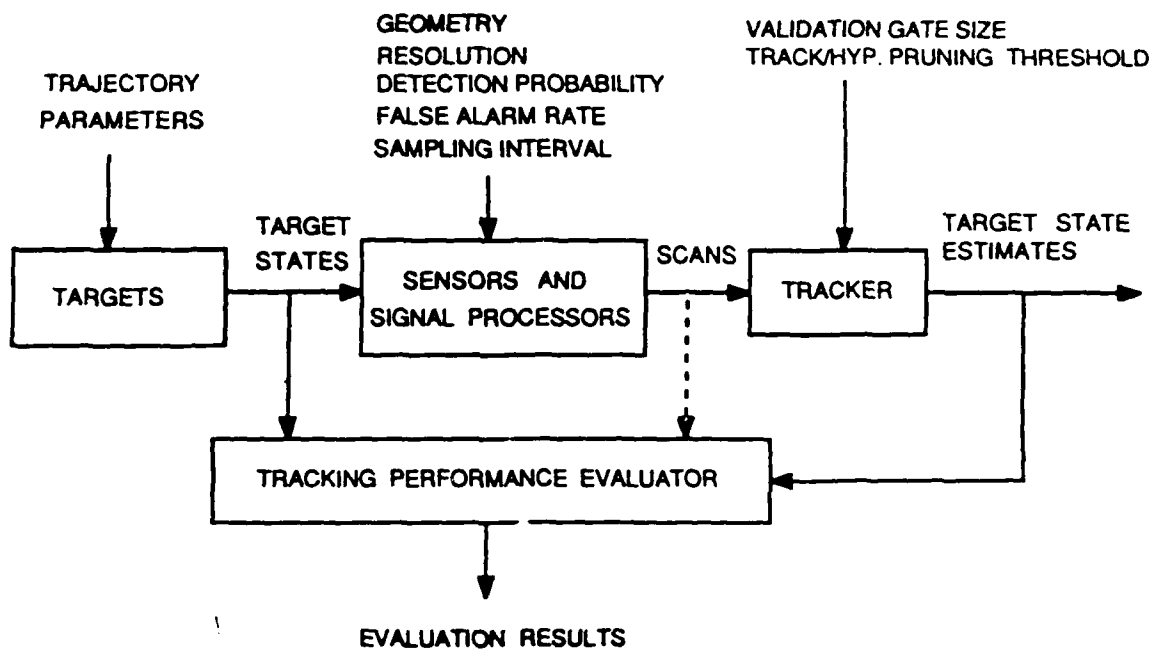 GEOMETRY
RESOLUTION
DETECTION PROBABILITY
FALSE ALARM RATE
SAMPLING INTERVAL
VALIDATION GATE SIZE
TRACK/HYP. PRUNING THRESHOLD
TRAJECTORY
PARAMETERS
TARGET
STATES
SCANS
TARGET STATE
ESTIMATES
TARGETS
SENSORS AND
SIGNAL PROCESSORS
TRACKER
TRACKING PERFORMANCE EVALUATOR
EVALUATION RESULTS